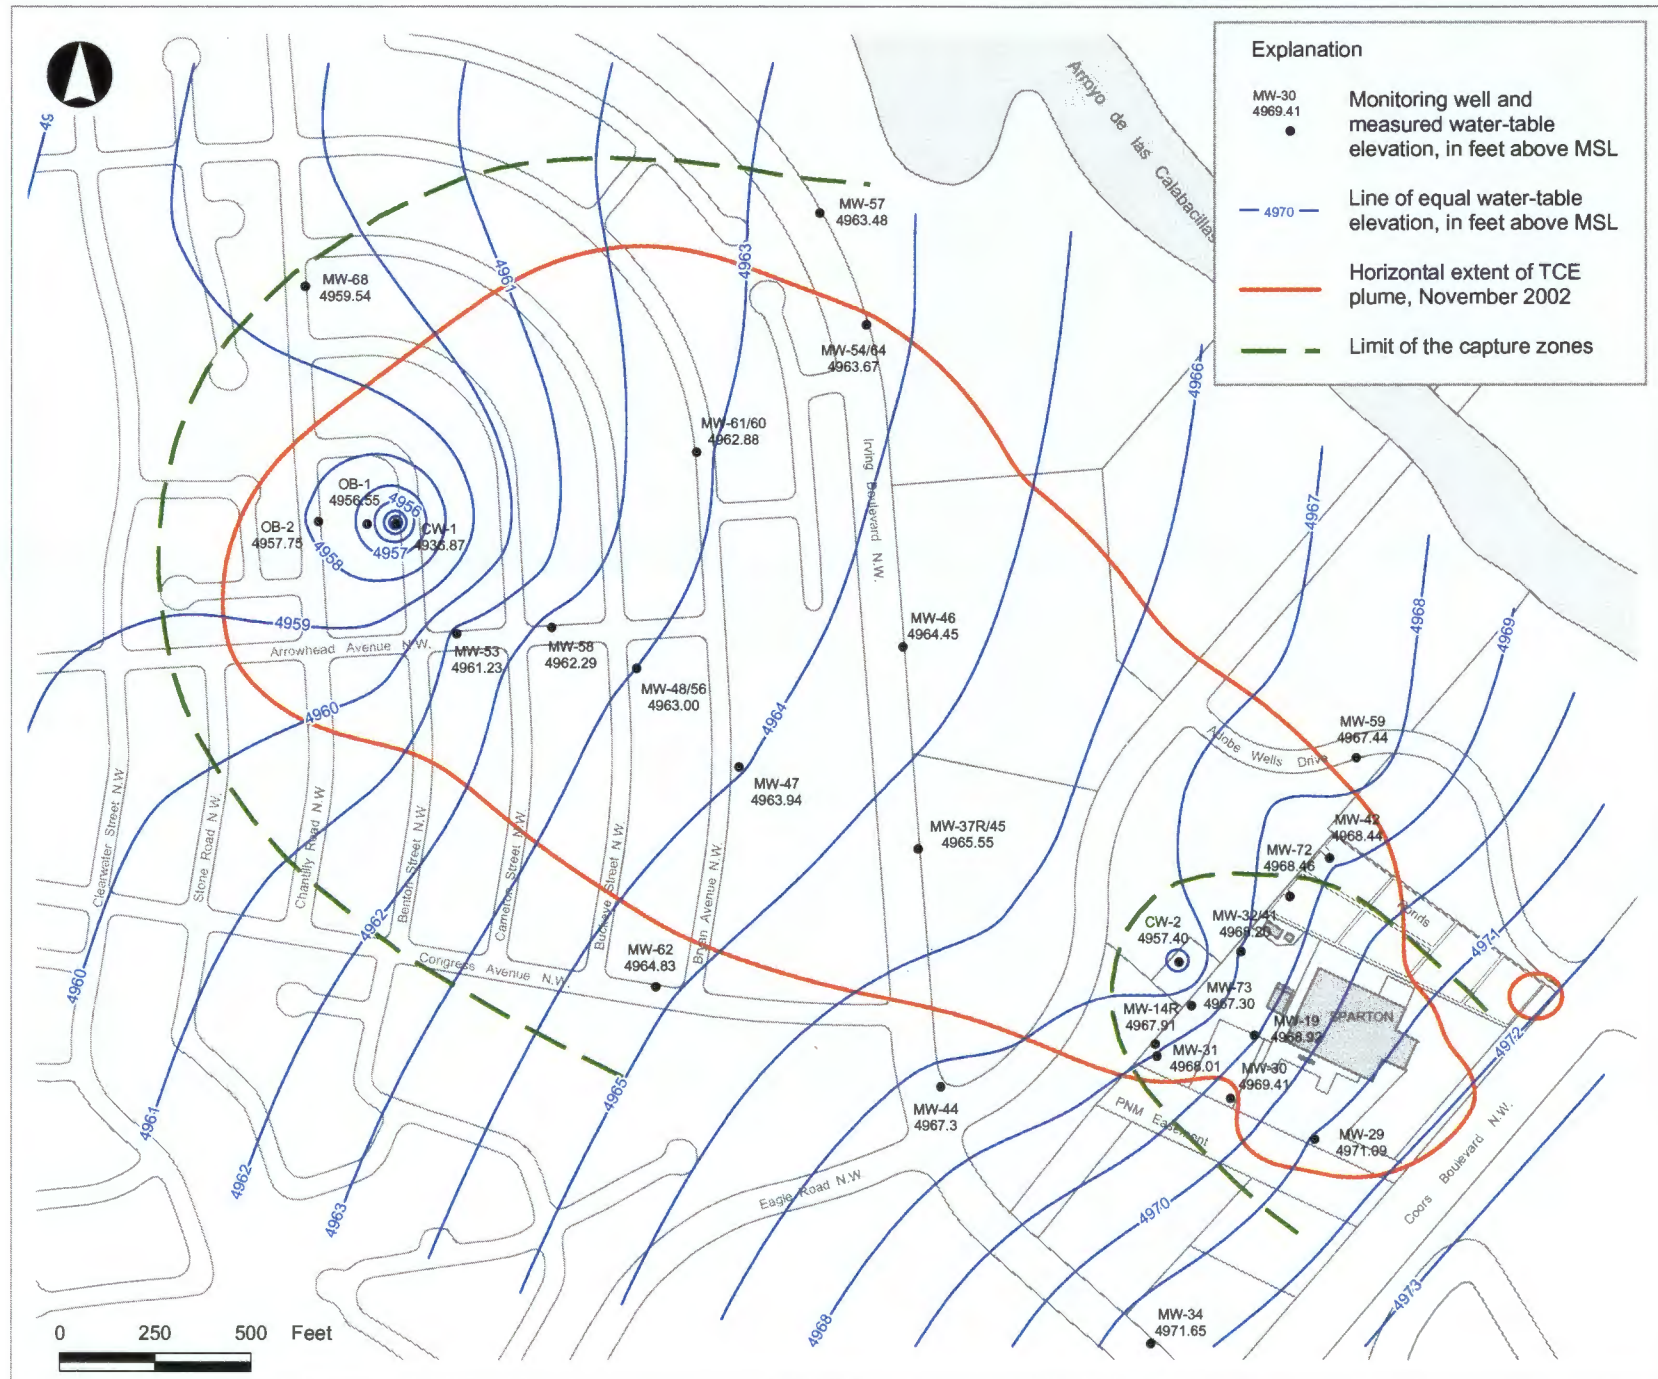 Explanation
MW-30
4969.41
Monitoring well and
measured water-table
elevation, in feet above MSL
4970
Line of equal water-table
elevation, in feet above MSL
Horizontal extent of TCE
plume, November 2002
Limit of the capture zones
Arroyo de las Calabacillas
49
MW-57
4963.48
4963
4961
MW-68
4959.54
MW-54/64
4963.67
4966
MW-61/60
4962.88
Irving Boulevard N.W.
OB-1
4956.55
4956
OB-2
4957.75
CW-1
4957
4958
4967
4968
4969
4959
Arrowhead Avenue N.W.
MW-53
4961.23
MW-58
4962.29
MW-46
4964.45
MW-48/56
4963.00
4960
4964
MW-59
4967.44
Adobe Wells Drive
MW-47
4963.94
MW-37R/45
4965.55
MW-42
4968.44
MW-72
4968.46
Clearwater Street N.W.
Stone Road N.W.
Chantilly Road N.W.
Benton Street N.W.
Cameron Street N.W.
Buckeye Street N.W.
Bryan Avenue N.W.
4962
Ponds
CW-2
4957.40
MW-32/41
4968.20
4971
MW-62
4964.83
Congress Avenue N.W.
4960
MW-73
4967.30
MW-14R
4967.91
SPARTON
MW-19
4968.92
4972
MW-31
4968.01
MW-30
4969.41
4965
4961
MW-44
4967.3
PNM Easement
MW-29
4971.09
Coors Boulevard N.W.
4962
4963
Eagle Road N.W.
4970
4973
4968
MW-34
4971.65
0 250 500 Feet